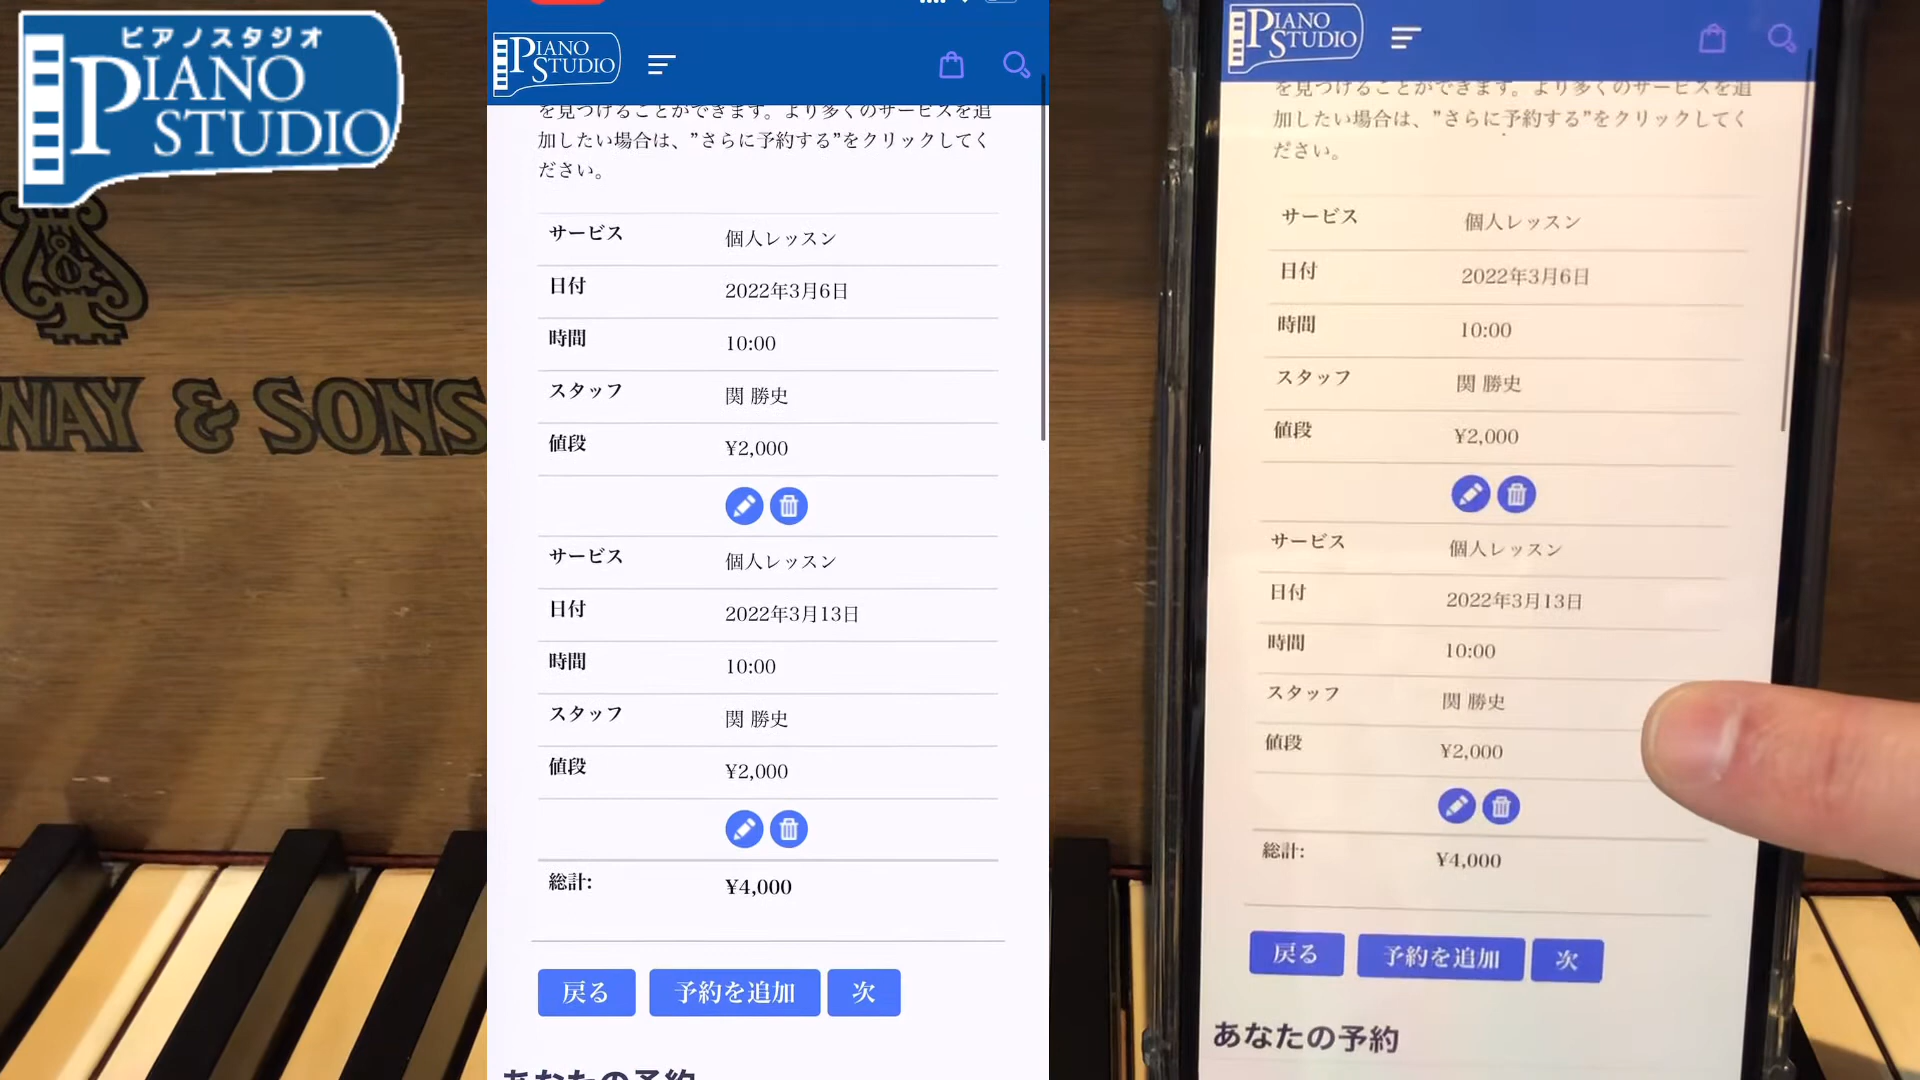 ピアノスタジオ
PIANO
STUDIO
NAY & SONS
PIANO
STUDIO
を見つけることができます。より多くのサービスを追
加したい場合は、”さらに予約する”をクリックしてく
ださい。
サービス 個人レッスン
日付 2022年3月6日
時間 10:00
スタッフ 関 勝史
値段 ¥2,000
サービス 個人レッスン
日付 2022年3月13日
時間 10:00
スタッフ 関 勝史
値段 ¥2,000
総計: ¥4,000
戻る 予約を追加 次
あなたの予約
PIANO
STUDIO
を見つけることができます。より多くのサービスを追
加したい場合は、”さらに予約する”をクリックしてく
ださい。
サービス 個人レッスン
日付 2022年3月6日
時間 10:00
スタッフ 関 勝史
値段 ¥2,000
サービス 個人レッスン
日付 2022年3月13日
時間 10:00
スタッフ 関 勝史
値段 ¥2,000
総計: ¥4,000
戻る 予約を追加 次
あなたの予約